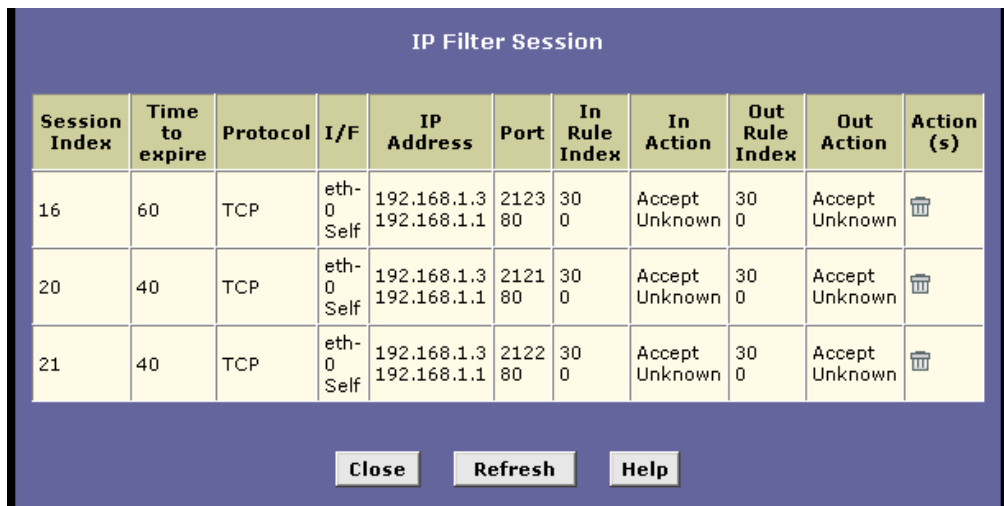 IP Filter Session
Session Index Time to expire Protocol I/F IP Address Port In Rule Index In Action Out Rule Index Out Action Action (s)
16 60 TCP eth-0 Self 192.168.1.3 192.168.1.1 2123 80 30 0 Accept Unknown 30 0 Accept Unknown
20 40 TCP eth-0 Self 192.168.1.3 192.168.1.1 2121 80 30 0 Accept Unknown 30 0 Accept Unknown
21 40 TCP eth-0 Self 192.168.1.3 192.168.1.1 2122 80 30 0 Accept Unknown 30 0 Accept Unknown
Close Refresh Help